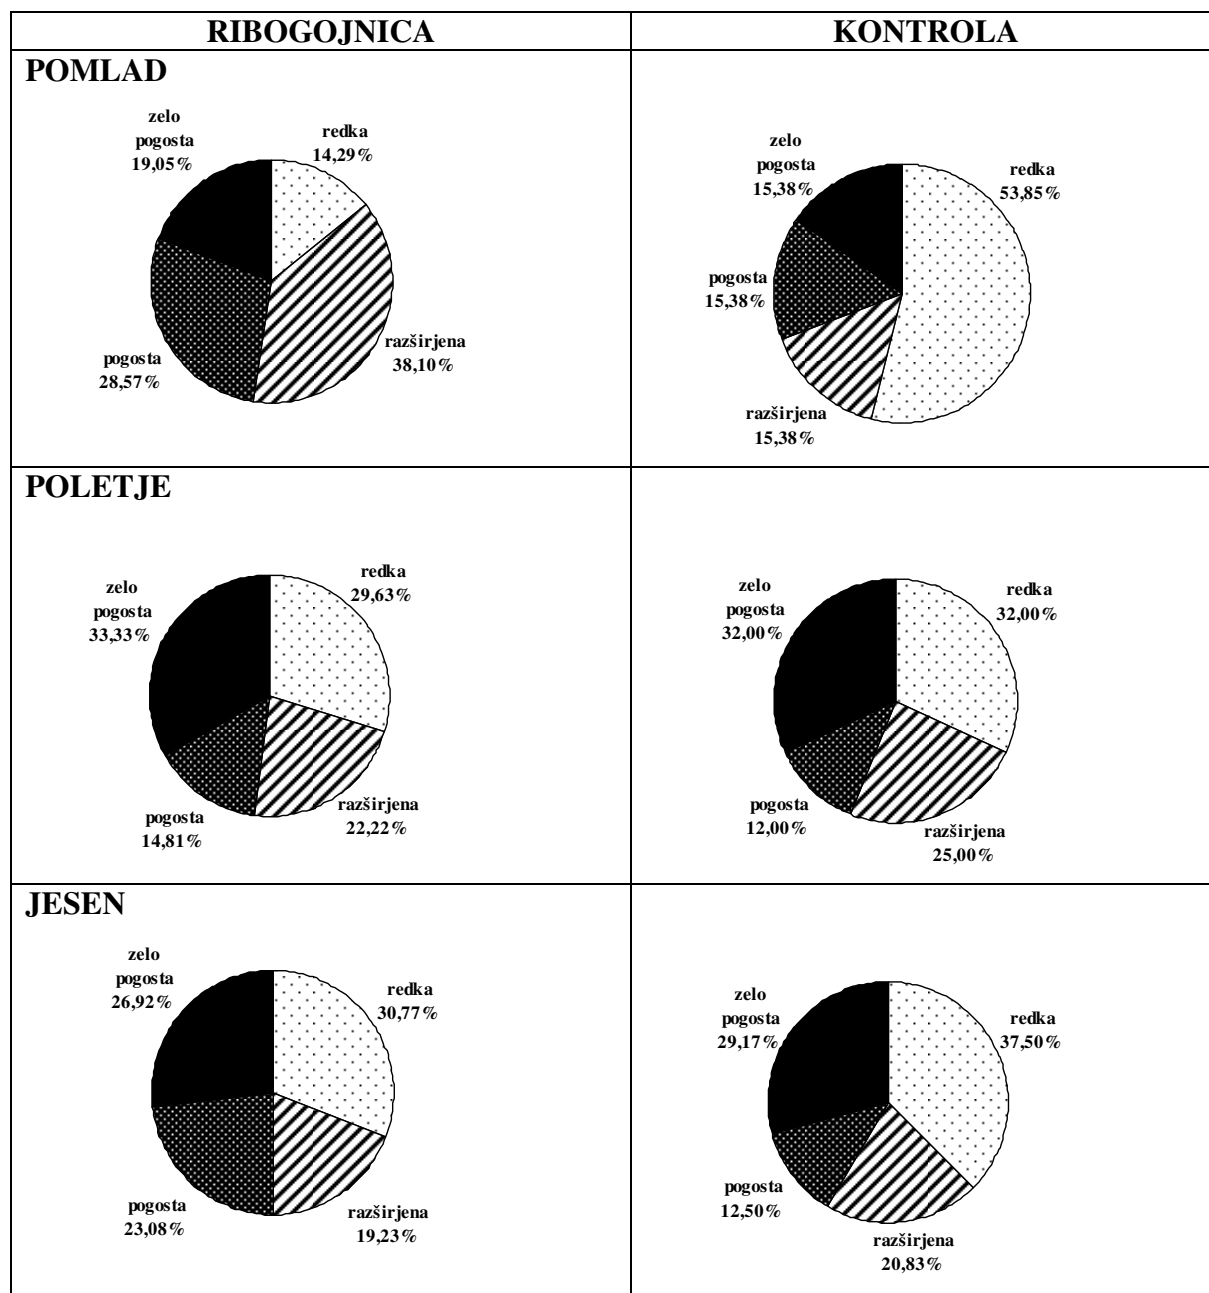 RIBOGOJNICA
KONTROLA
POMLAD
zelo
pogosta
19,05%
redka
14,29%
razširjena
38,10%
pogosta
28,57%
zelo
pogosta
15,38%
redka
53,85%
pogosta
15,38%
razširjena
15,38%
POLETJE
zelo
pogosta
33,33%
redka
29,63%
razširjena
22,22%
pogosta
14,81%
zelo
pogosta
32,00%
redka
32,00%
pogosta
12,00%
razširjena
25,00%
JESEN
zelo
pogosta
26,92%
redka
30,77%
pogosta
23,08%
razširjena
19,23%
zelo
pogosta
29,17%
redka
37,50%
pogosta
12,50%
razširjena
20,83%